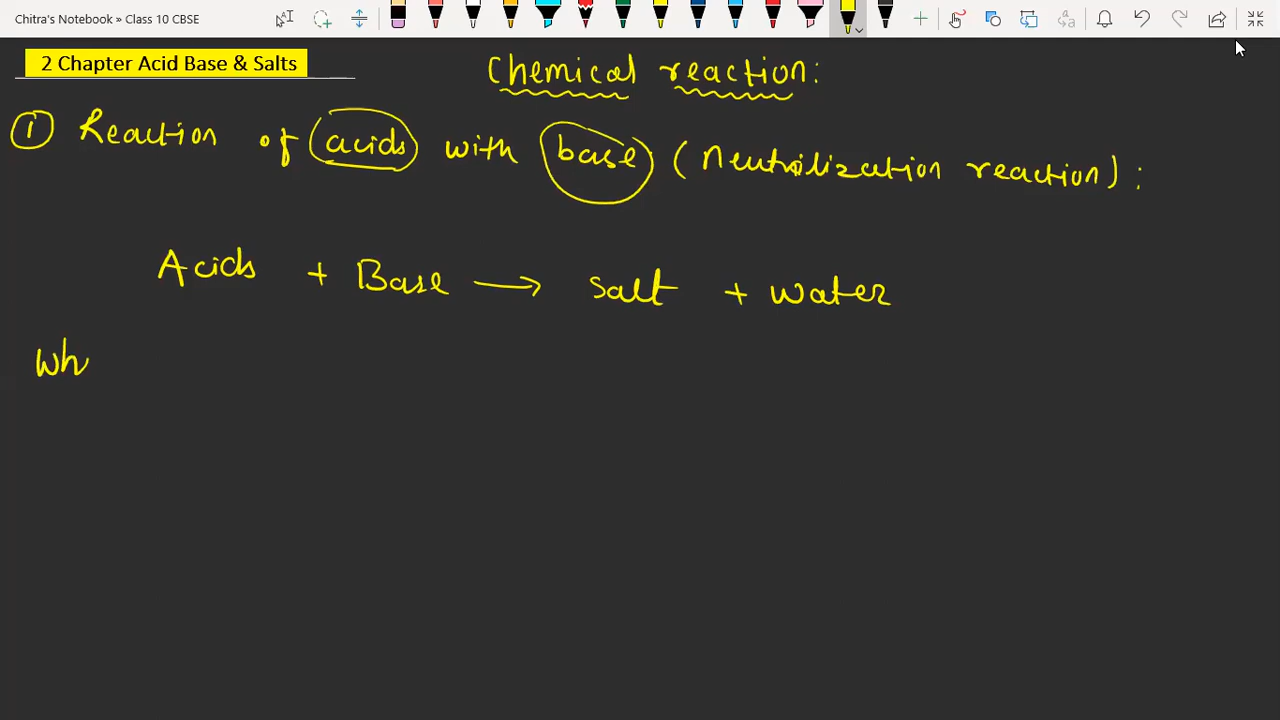 Chitra's Notebook » Class 10 CBSE
2 Chapter Acid Base & Salts
Chemical reaction:
① Reaction of acids with base (Neutrilization reaction):
Acids + Base → Salt + Water
Wh